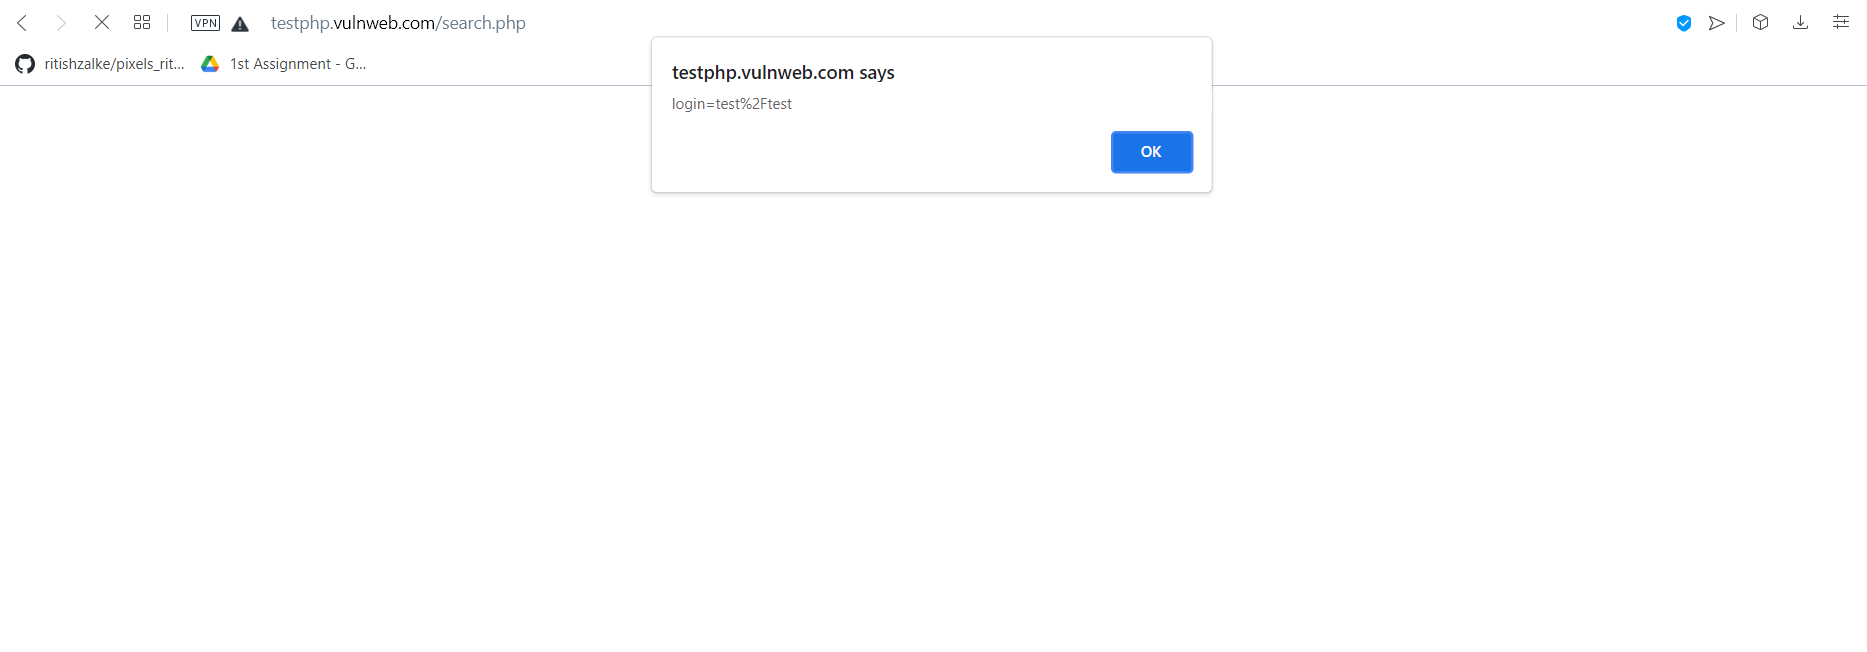 VPN testphp.vulnweb.com/search.php
ritishzalke/pixels_rit... 1st Assignment - G...
testphp.vulnweb.com says
login=test%2Ftest
OK